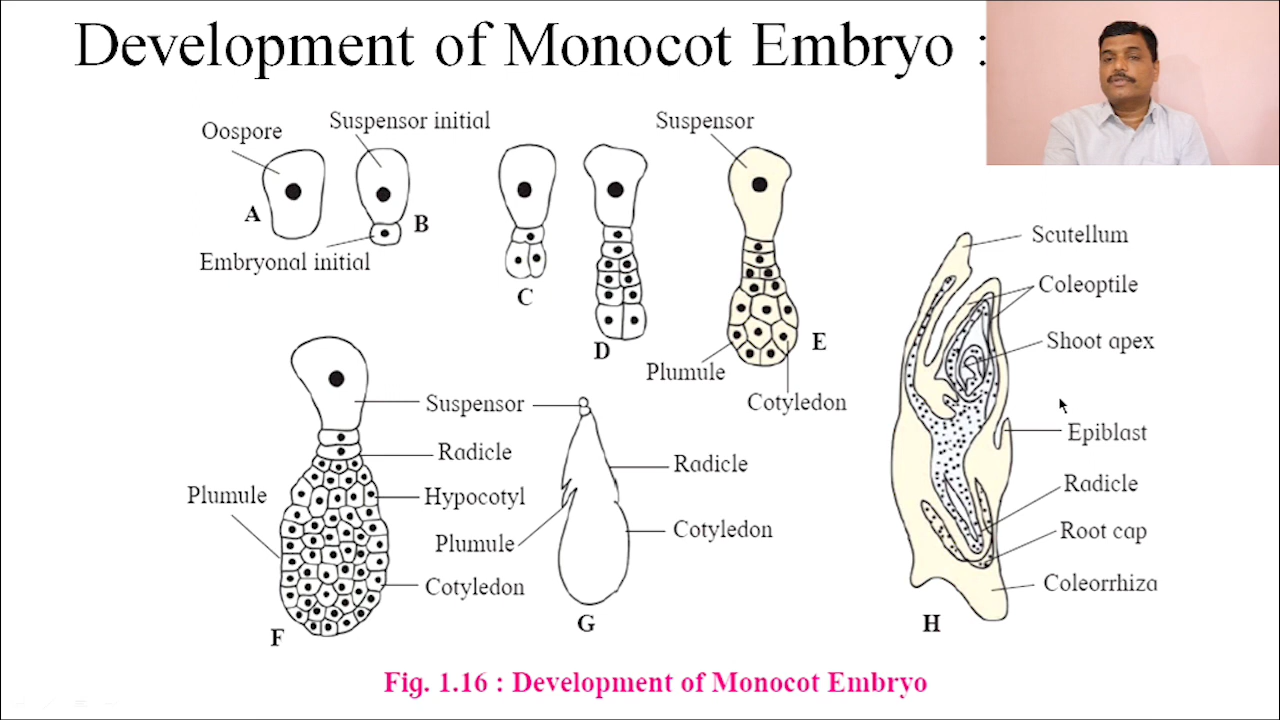 Development of Monocot Embryo :
Oospore
Suspensor initial
Suspensor
A
B
Embryonal initial
C
D
E
Plumule
Cotyledon
Scutellum
Coleoptile
Shoot apex
Epiblast
Radicle
Root cap
Coleorrhiza
H
Suspensor
Radicle
Hypocotyl
Plumule
Cotyledon
F
Radicle
Plumule
Cotyledon
G
Fig. 1.16 : Development of Monocot Embryo